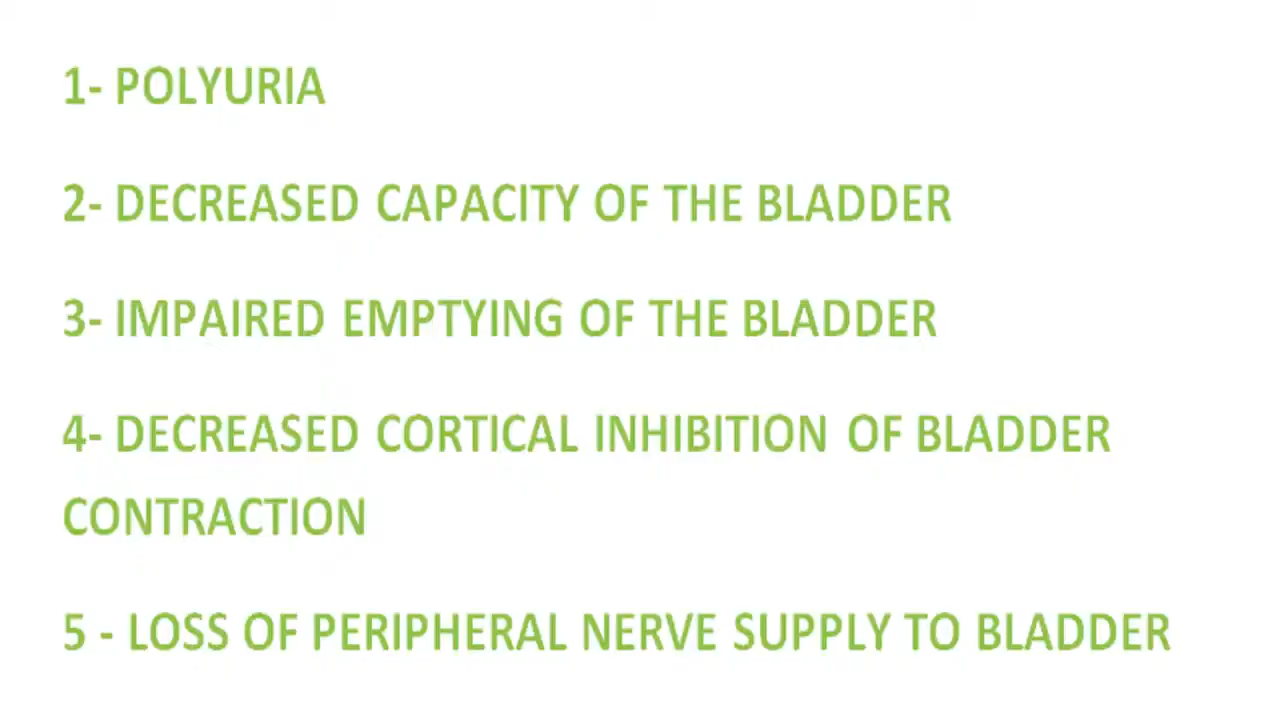 1- POLYURIA
2- DECREASED CAPACITY OF THE BLADDER
3- IMPAIRED EMPTYING OF THE BLADDER
4- DECREASED CORTICAL INHIBITION OF BLADDER
CONTRACTION
5 - LOSS OF PERIPHERAL NERVE SUPPLY TO BLADDER